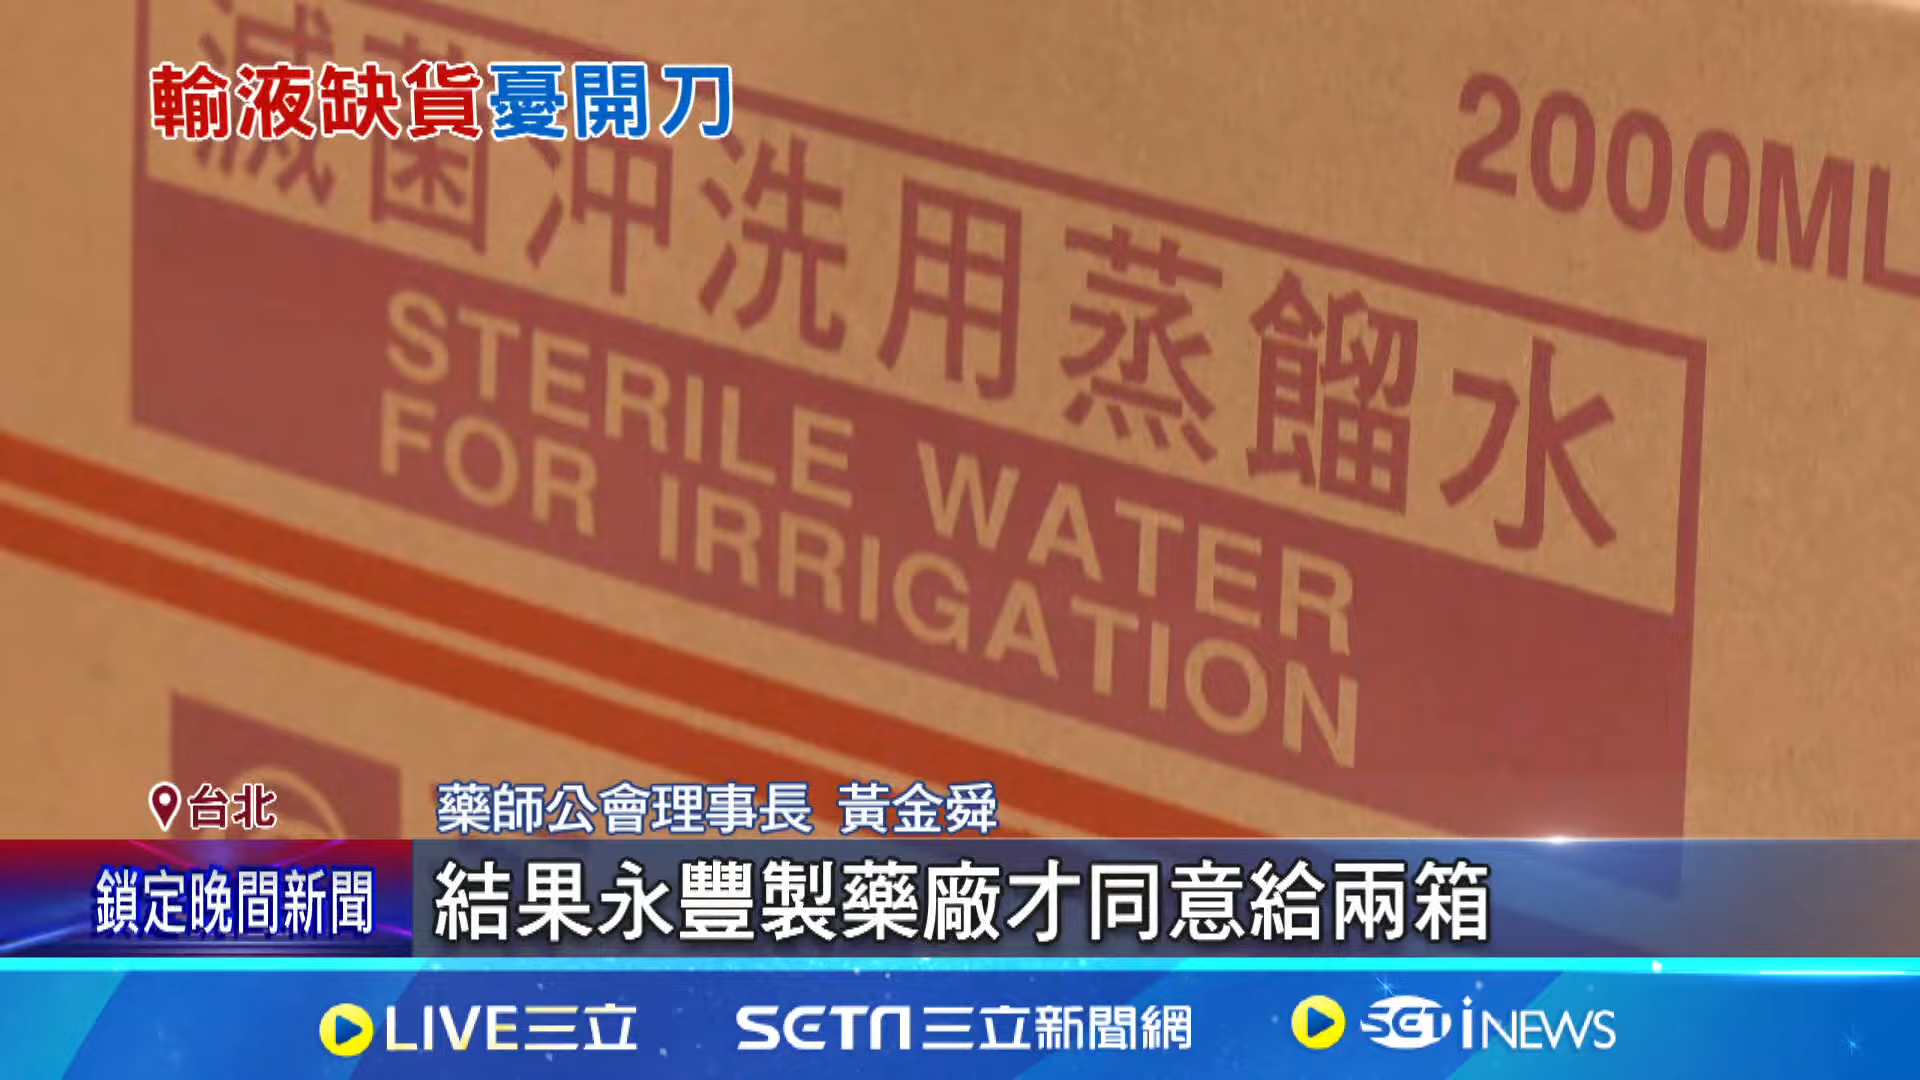 輸液缺貨憂開刀
2000ML
滅菌沖洗用蒸餾水
STERILE WATER
FOR IRRIGATION
台北
藥師公會理事長 黃金舜
鎖定晚間新聞
結果永豐製藥廠才同意給兩箱
LIVE三立
SETN三立新聞網
SET iNEWS